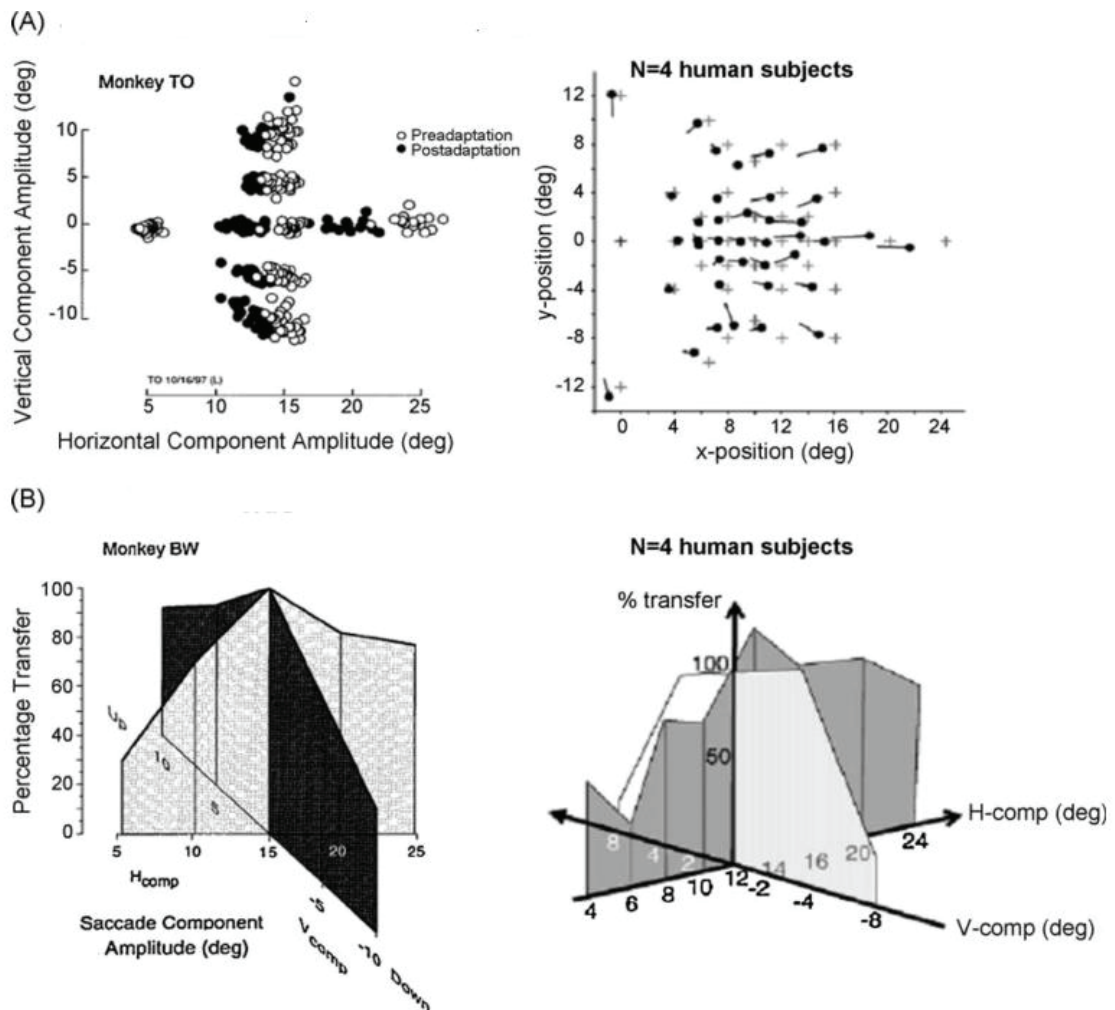 (A)
Monkey TO
Vertical Component Amplitude (deg)
10
5
0
-5
-10
Preadaptation
Postadaptation
TO 10/16/97 (L)
5 10 15 20 25
Horizontal Component Amplitude (deg)
N=4 human subjects
y-position (deg)
12
8
4
0
-4
-8
-12
0 4 8 12 16 20 24
x-position (deg)
(B)
Monkey BW
Percentage Transfer
100
80
60
40
20
0
Up
10
5
5 10 15 20 25
Hcomp
Saccade Component
Amplitude (deg)
-5
Vcomp
-10 Down
N=4 human subjects
% transfer
100
50
H-comp (deg)
24
8 4 2 14 16 20
4 6 8 10 12 -2 -4 -8
V-comp (deg)